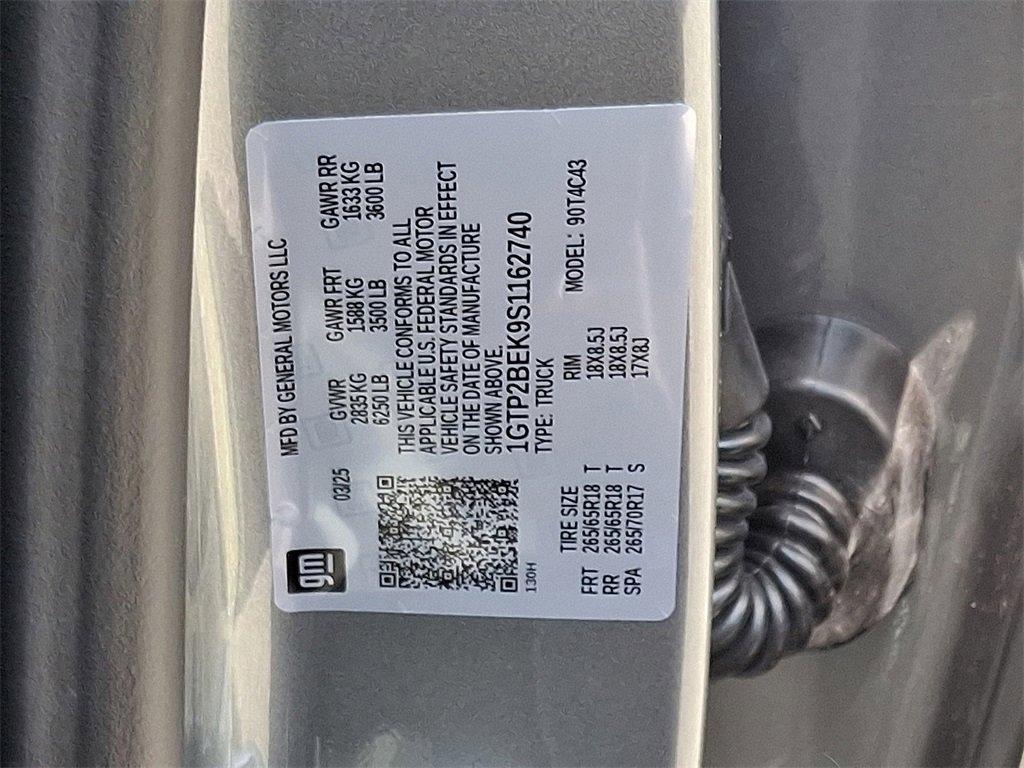 gm
MFD BY GENERAL MOTORS LLC
03/25
GVWR GAWR FRT GAWR RR
2835 KG 1588 KG 1633 KG
6250 LB 3500 LB 3600 LB
THIS VEHICLE CONFORMS TO ALL
APPLICABLE U.S. FEDERAL MOTOR
VEHICLE SAFETY STANDARDS IN EFFECT
ON THE DATE OF MANUFACTURE
SHOWN ABOVE.
1GTP2BEK9S1162740
130H
TYPE: TRUCK MODEL: 90T4C43
TIRE SIZE RIM
FRT 265/65R18 T 18X8.5J
RR 265/65R18 T 18X8.5J
SPA 265/70R17 S 17X8J